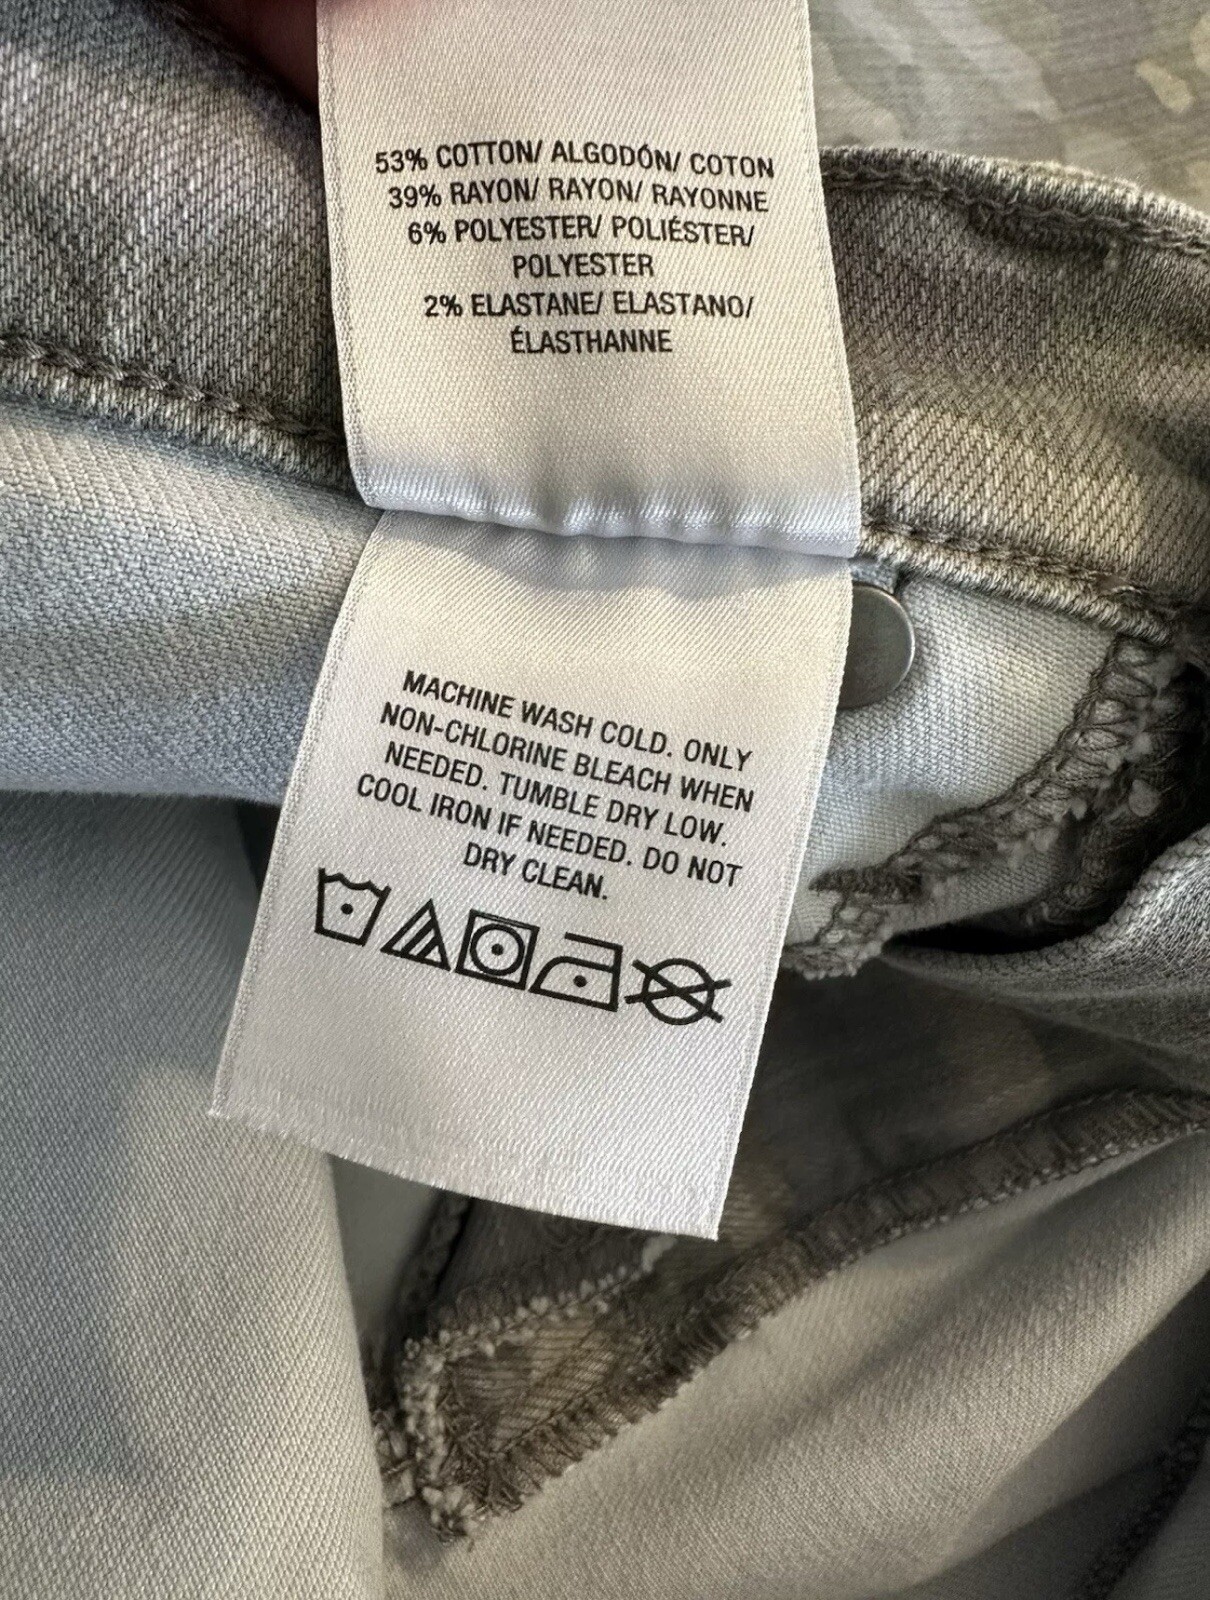 53% COTTON/ ALGODÓN/ COTON
39% RAYON/ RAYON/ RAYONNE
6% POLYESTER/ POLIÉSTER/
POLYESTER
2% ELASTANE/ ELASTANO/
ÉLASTHANNE
MACHINE WASH COLD. ONLY
NON-CHLORINE BLEACH WHEN
NEEDED. TUMBLE DRY LOW.
COOL IRON IF NEEDED. DO NOT
DRY CLEAN.